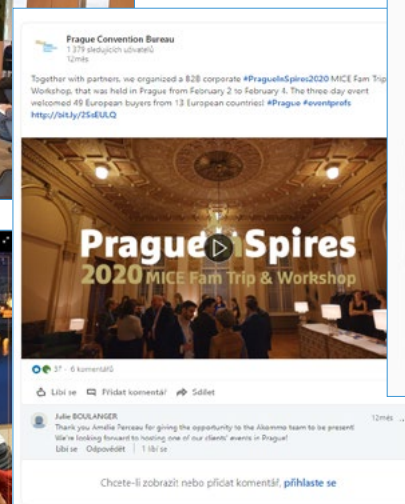 Prague Convention Bureau
1 379 sledujících uživatelů
12més
Together with partners, we organized a B2B corporate #PragueInSpires2020 MICE Fam Trip
Workshop, that was held in Prague from February 2 to February 4. The three-day event
welcomed 49 European buyers from 13 European countries! #Prague #eventprofs
http://bit.ly/2SsEULQ
Prague Spires
2020 MICE Fam Trip & Workshop
37 · 6 komentářů
Líbí se Přidat komentář Sdílet
Julie BOULANGER 12més
Thank you Amélie Perceau for giving the opportunity to the Akommo team to be present!
We're looking forward to hosting one of our clients' events in Prague!
Líbí se Odpovědět 1 líbí se
Chcete-li zobrazit nebo přidat komentář, přihlaste se